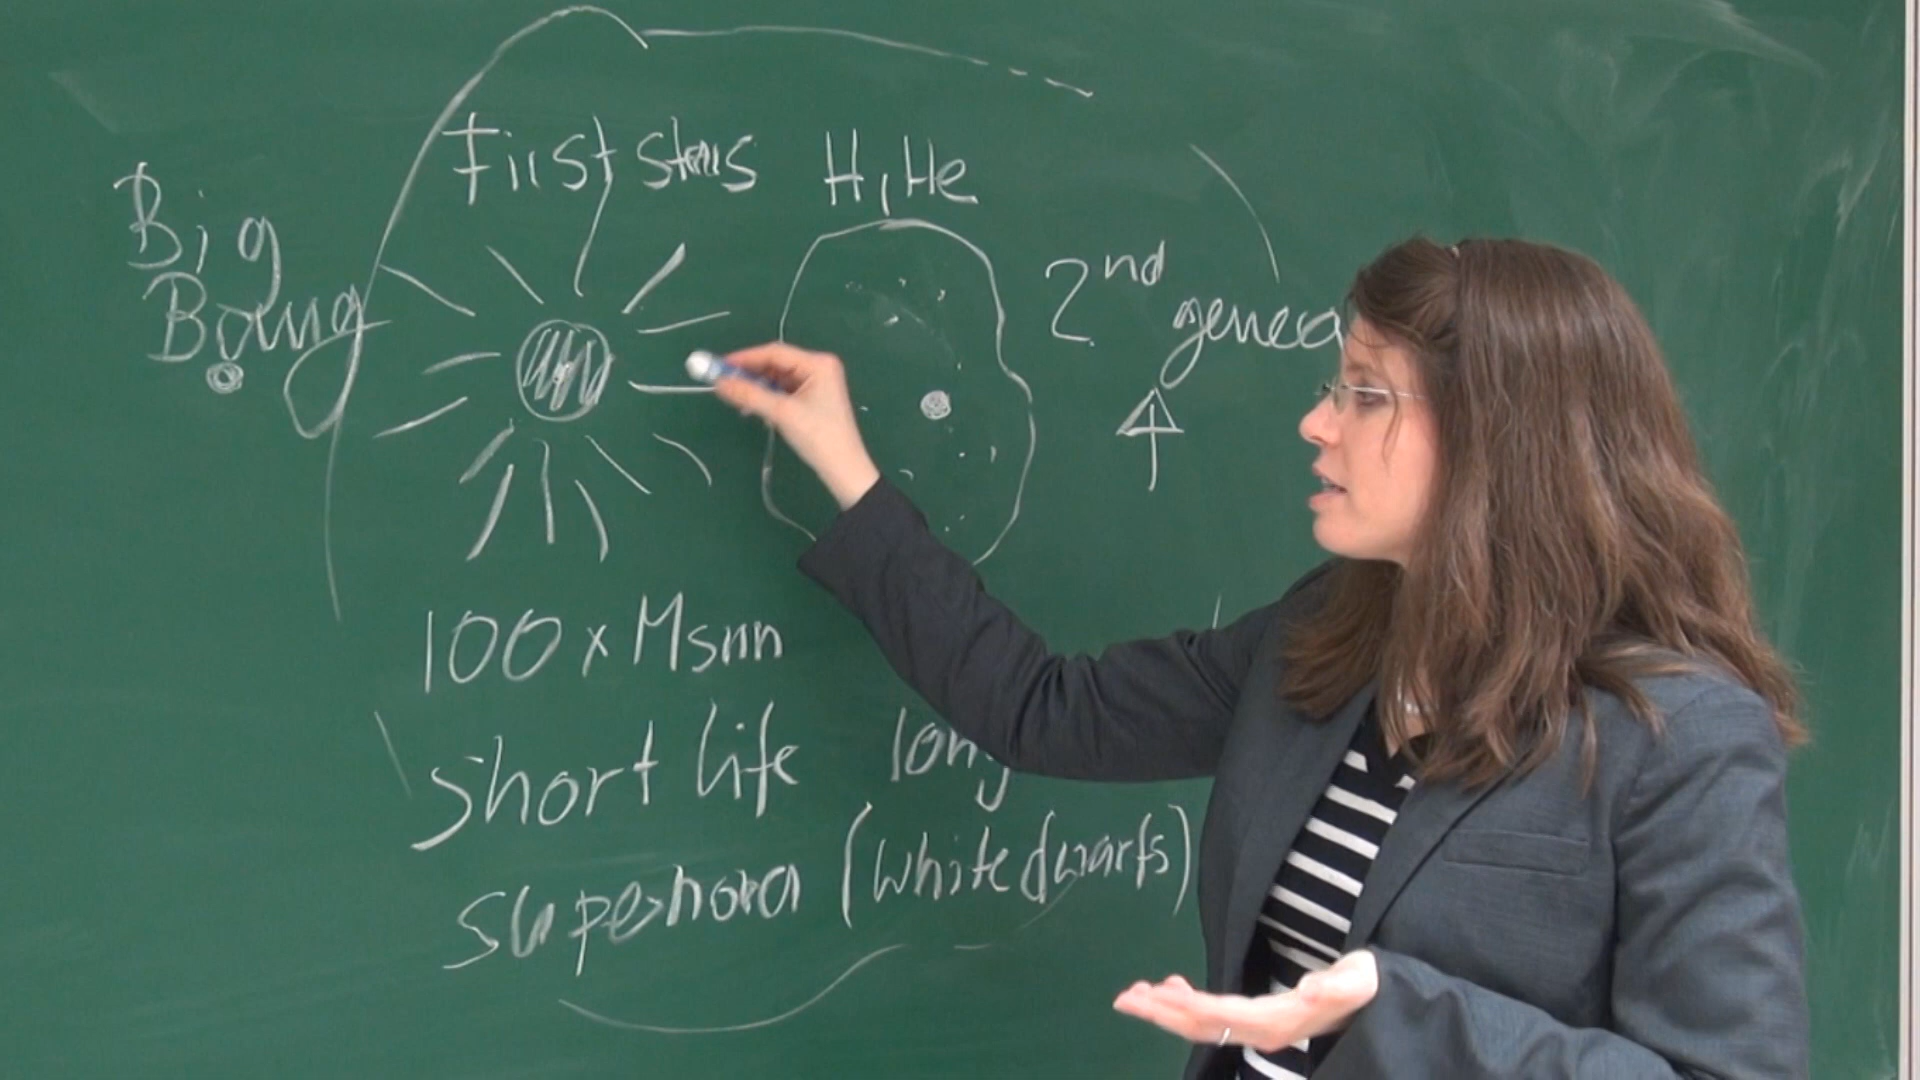 Big
Bang
First stars H, He
2nd
genera
100 x Msun
short life long
supernova (white dwarfs)